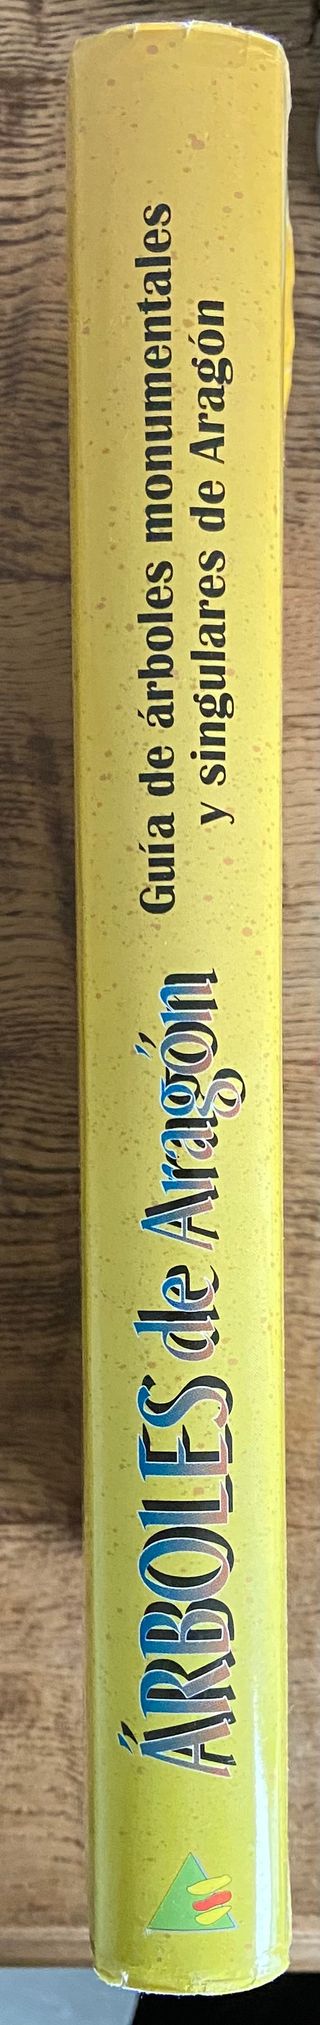 ÁRBOLES de Aragón
Guía de árboles monumentales
y singulares de Aragón